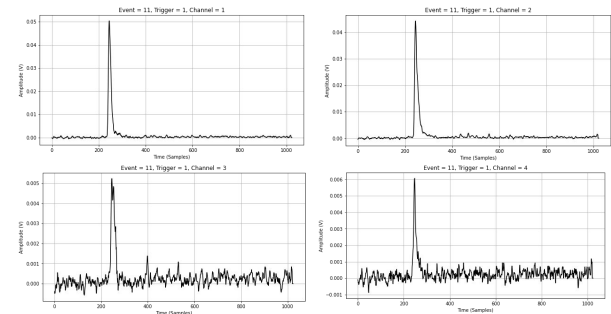 Event = 11, Trigger = 1, Channel = 1
Amplitude (V)
0.05
0.04
0.03
0.02
0.01
0.00
0 200 400 600 800 1000
Time (Samples)
Event = 11, Trigger = 1, Channel = 2
Amplitude (V)
0.04
0.03
0.02
0.01
0.00
0 200 400 600 800 1000
Time (Samples)
Event = 11, Trigger = 1, Channel = 3
Amplitude (V)
0.005
0.004
0.003
0.002
0.001
0.000
0 200 400 600 800 1000
Time (Samples)
Event = 11, Trigger = 1, Channel = 4
Amplitude (V)
0.006
0.005
0.004
0.003
0.002
0.001
0.000
−0.001
0 200 400 600 800 1000
Time (Samples)